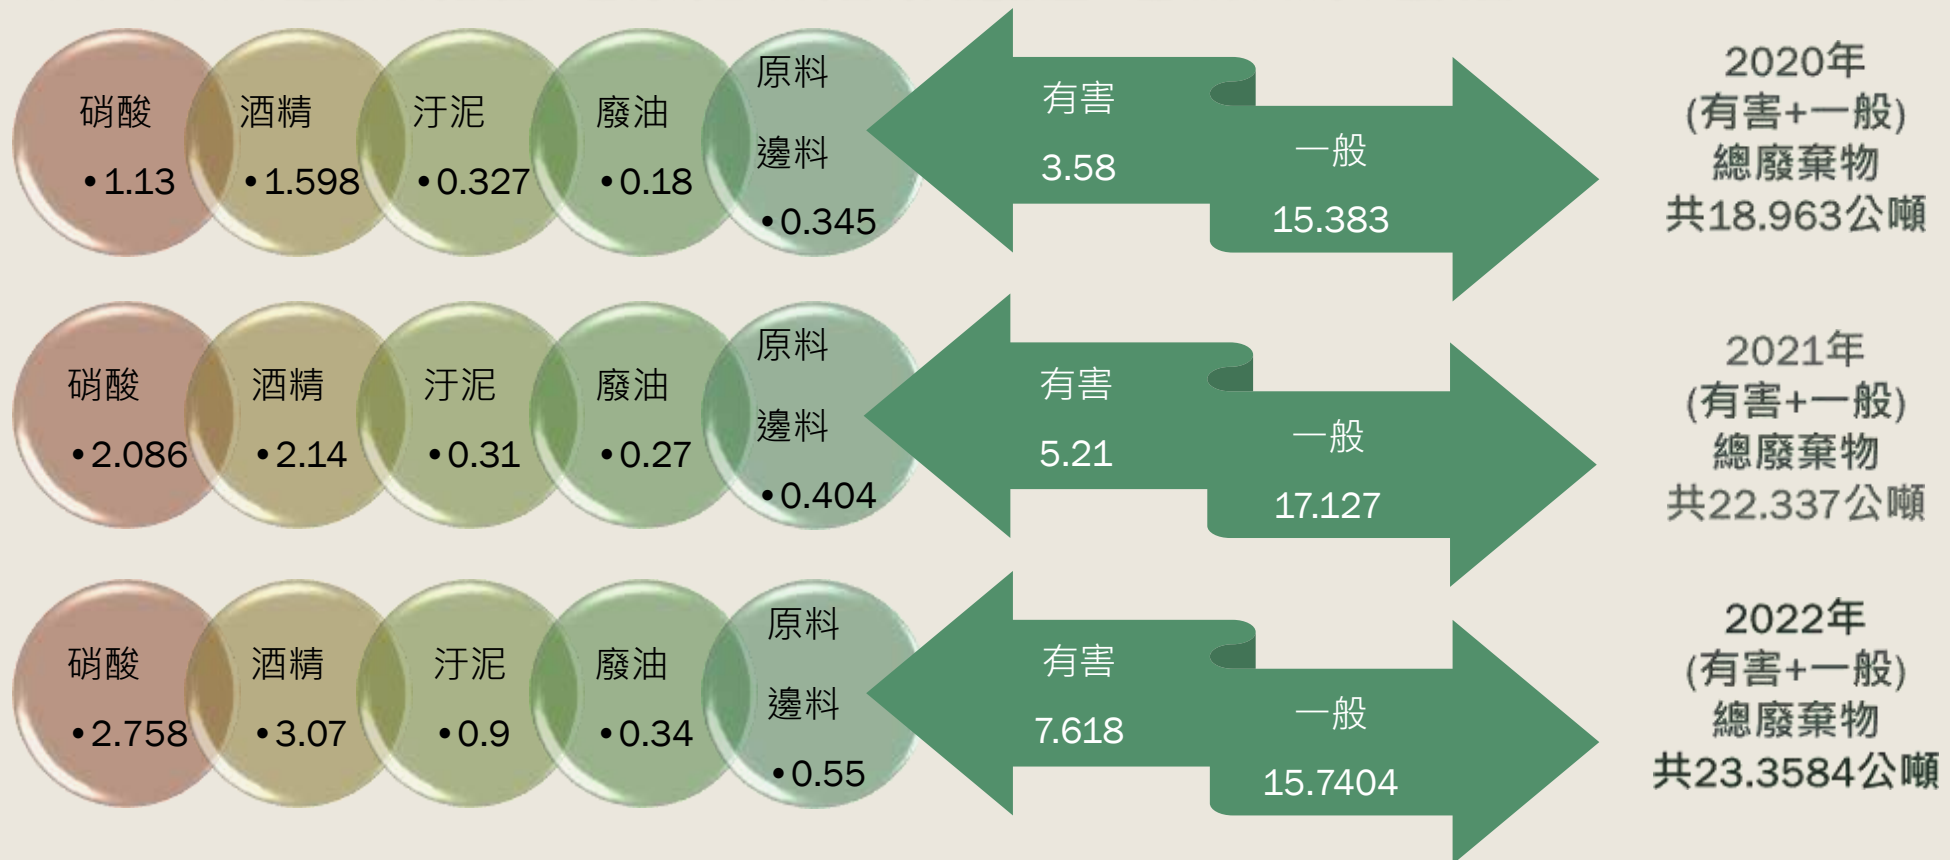 硝酸
•1.13
酒精
•1.598
汙泥
•0.327
廢油
•0.18
原料
邊料
•0.345
有害
3.58
一般
15.383
2020年
(有害+一般)
總廢棄物
共18.963公噸
硝酸
•2.086
酒精
•2.14
汙泥
•0.31
廢油
•0.27
原料
邊料
•0.404
有害
5.21
一般
17.127
2021年
(有害+一般)
總廢棄物
共22.337公噸
硝酸
•2.758
酒精
•3.07
汙泥
•0.9
廢油
•0.34
原料
邊料
•0.55
有害
7.618
一般
15.7404
2022年
(有害+一般)
總廢棄物
共23.3584公噸